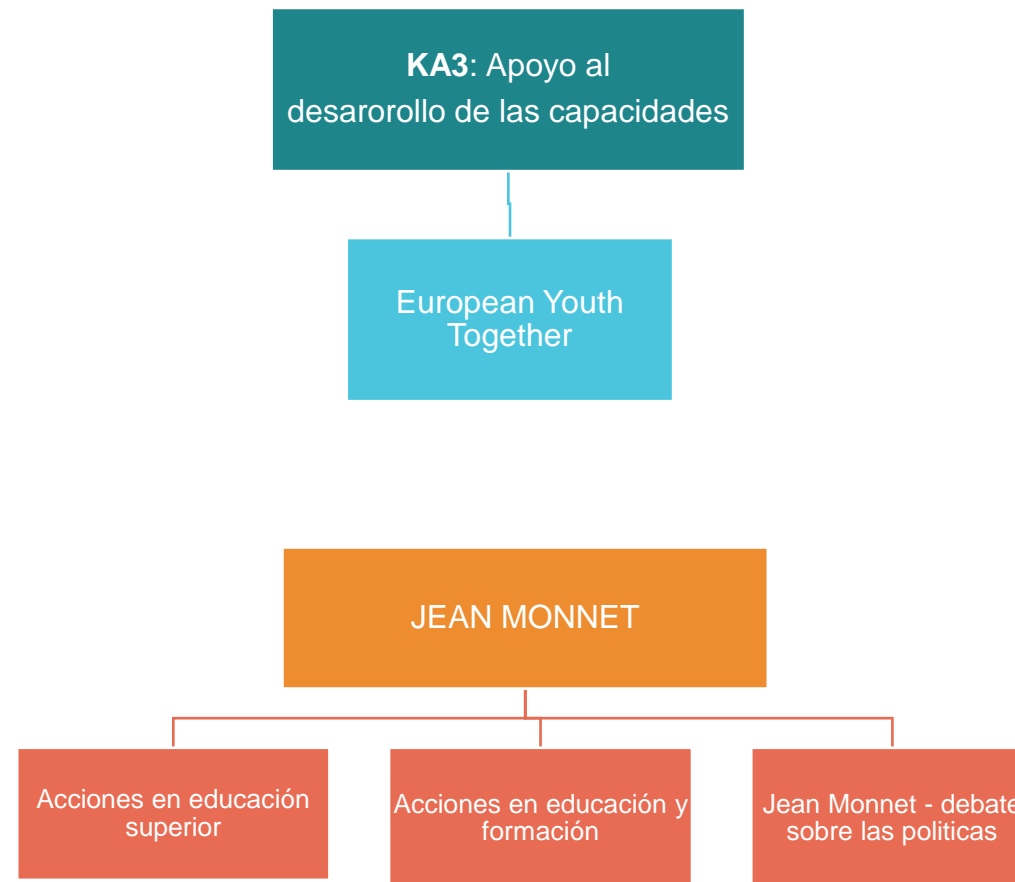 KA3: Apoyo al
desarorollo de las capacidades
European Youth
Together
JEAN MONNET
Acciones en educación
superior
Acciones en educación y
formación
Jean Monnet - debate
sobre las politicas